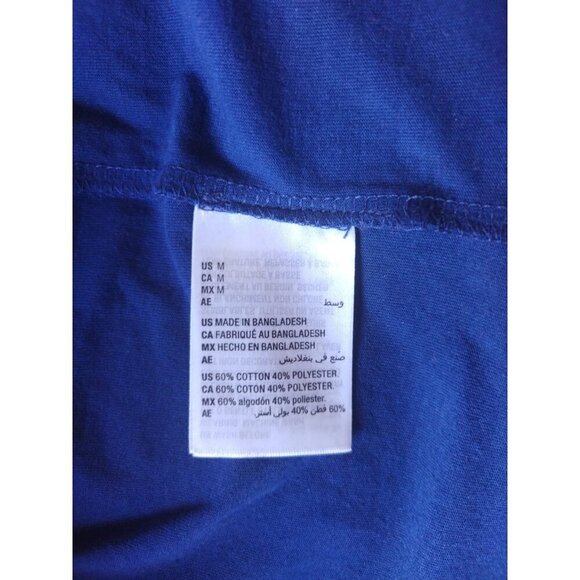 US M
CA M
MX M
AE وسط
US MADE IN BANGLADESH
CA FABRIQUÉ AU BANGLADESH
MX HECHO EN BANGLADESH
AE صنع في بنغلاديش
US 60% COTTON 40% POLYESTER.
CA 60% COTON 40% POLYESTER.
MX 60% algodón 40% poliester.
AE 60% قطن 40% بولي أستر.